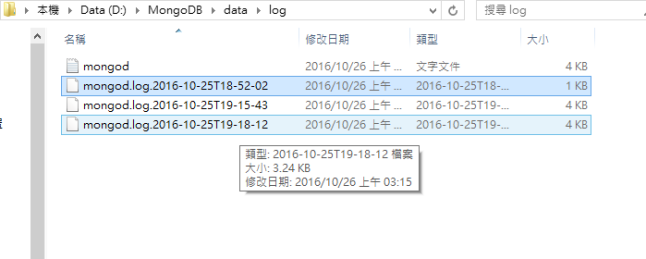 本機 › Data (D:) › MongoDB › data › log 搜尋 log
名稱 修改日期 類型 大小
mongod 2016/10/26 上午 ... 文字文件 4 KB
mongod.log.2016-10-25T18-52-02 2016/10/26 上午 ... 2016-10-25T18-... 1 KB
mongod.log.2016-10-25T19-15-43 2016/10/26 上午 ... 2016-10-25T19-... 4 KB
mongod.log.2016-10-25T19-18-12 2016/10/26 上午 ... 2016-10-25T19-... 4 KB
類型: 2016-10-25T19-18-12 檔案
大小: 3.24 KB
修改日期: 2016/10/26 上午 03:15